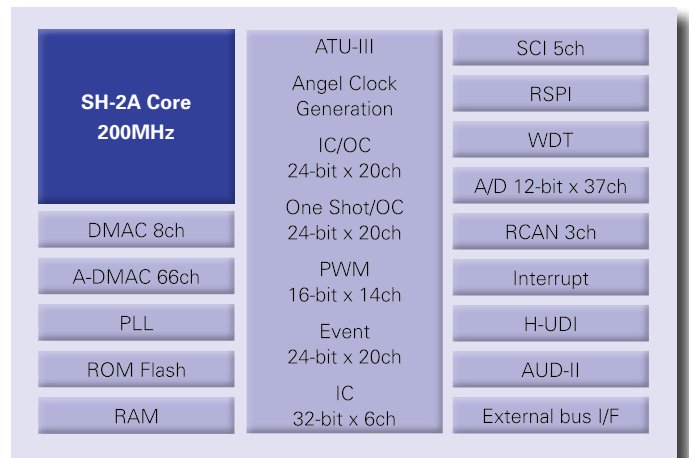 SH-2A Core
200MHz
DMAC 8ch
A-DMAC 66ch
PLL
ROM Flash
RAM
ATU-III
Angel Clock
Generation
IC/OC
24-bit x 20ch
One Shot/OC
24-bit x 20ch
PWM
16-bit x 14ch
Event
24-bit x 20ch
IC
32-bit x 6ch
SCI 5ch
RSPI
WDT
A/D 12-bit x 37ch
RCAN 3ch
Interrupt
H-UDI
AUD-II
External bus I/F